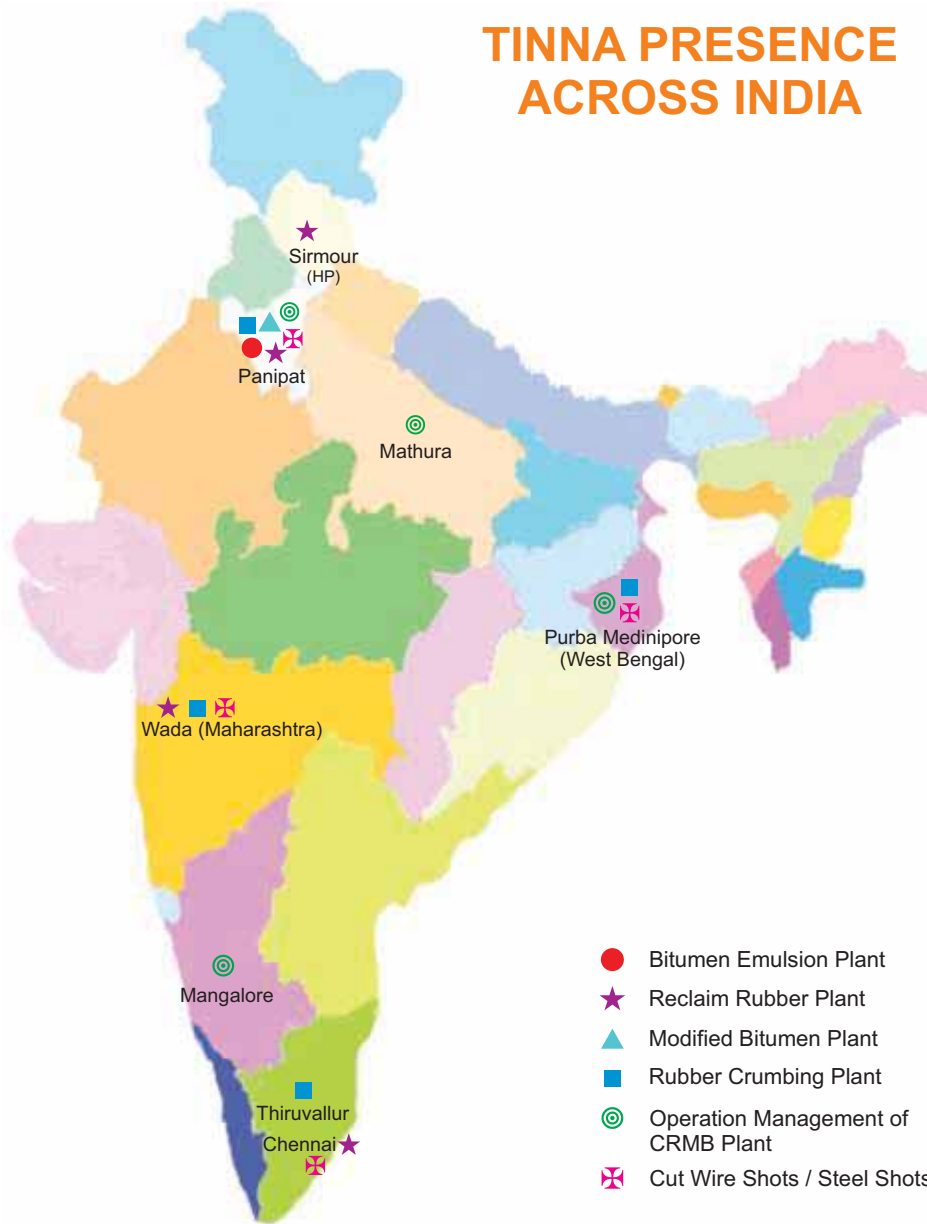 TINNA PRESENCE
ACROSS INDIA
Sirmour
(HP)
Panipat
Mathura
Purba Medinipore
(West Bengal)
Wada (Maharashtra)
Mangalore
Thiruvallur
Chennai
Bitumen Emulsion Plant
Reclaim Rubber Plant
Modified Bitumen Plant
Rubber Crumbing Plant
Operation Management of
CRMB Plant
Cut Wire Shots / Steel Shots